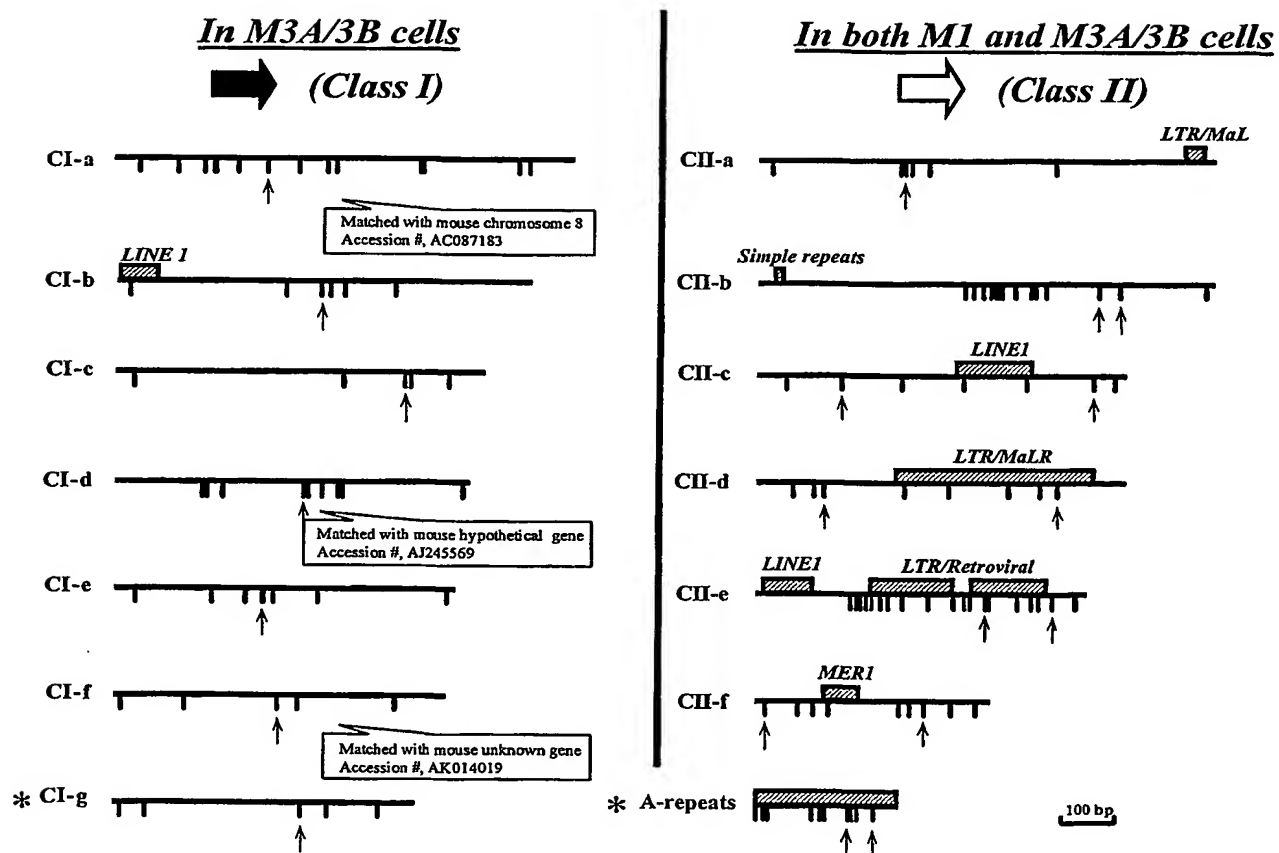 In M3A/3B cells
(Class I)
CI-a
Matched with mouse chromosome 8
Accession #, AC087183
LINE 1
CI-b
CI-c
CI-d
Matched with mouse hypothetical gene
Accession #, AJ245569
CI-e
CI-f
Matched with mouse unknown gene
Accession #, AK014019
* CI-g
In both M1 and M3A/3B cells
(Class II)
LTR/MaL
CII-a
Simple repeats
CII-b
LINE1
CII-c
LTR/MaLR
CII-d
LINE1 LTR/Retroviral
CII-e
MER1
CII-f
* A-repeats
100 bp